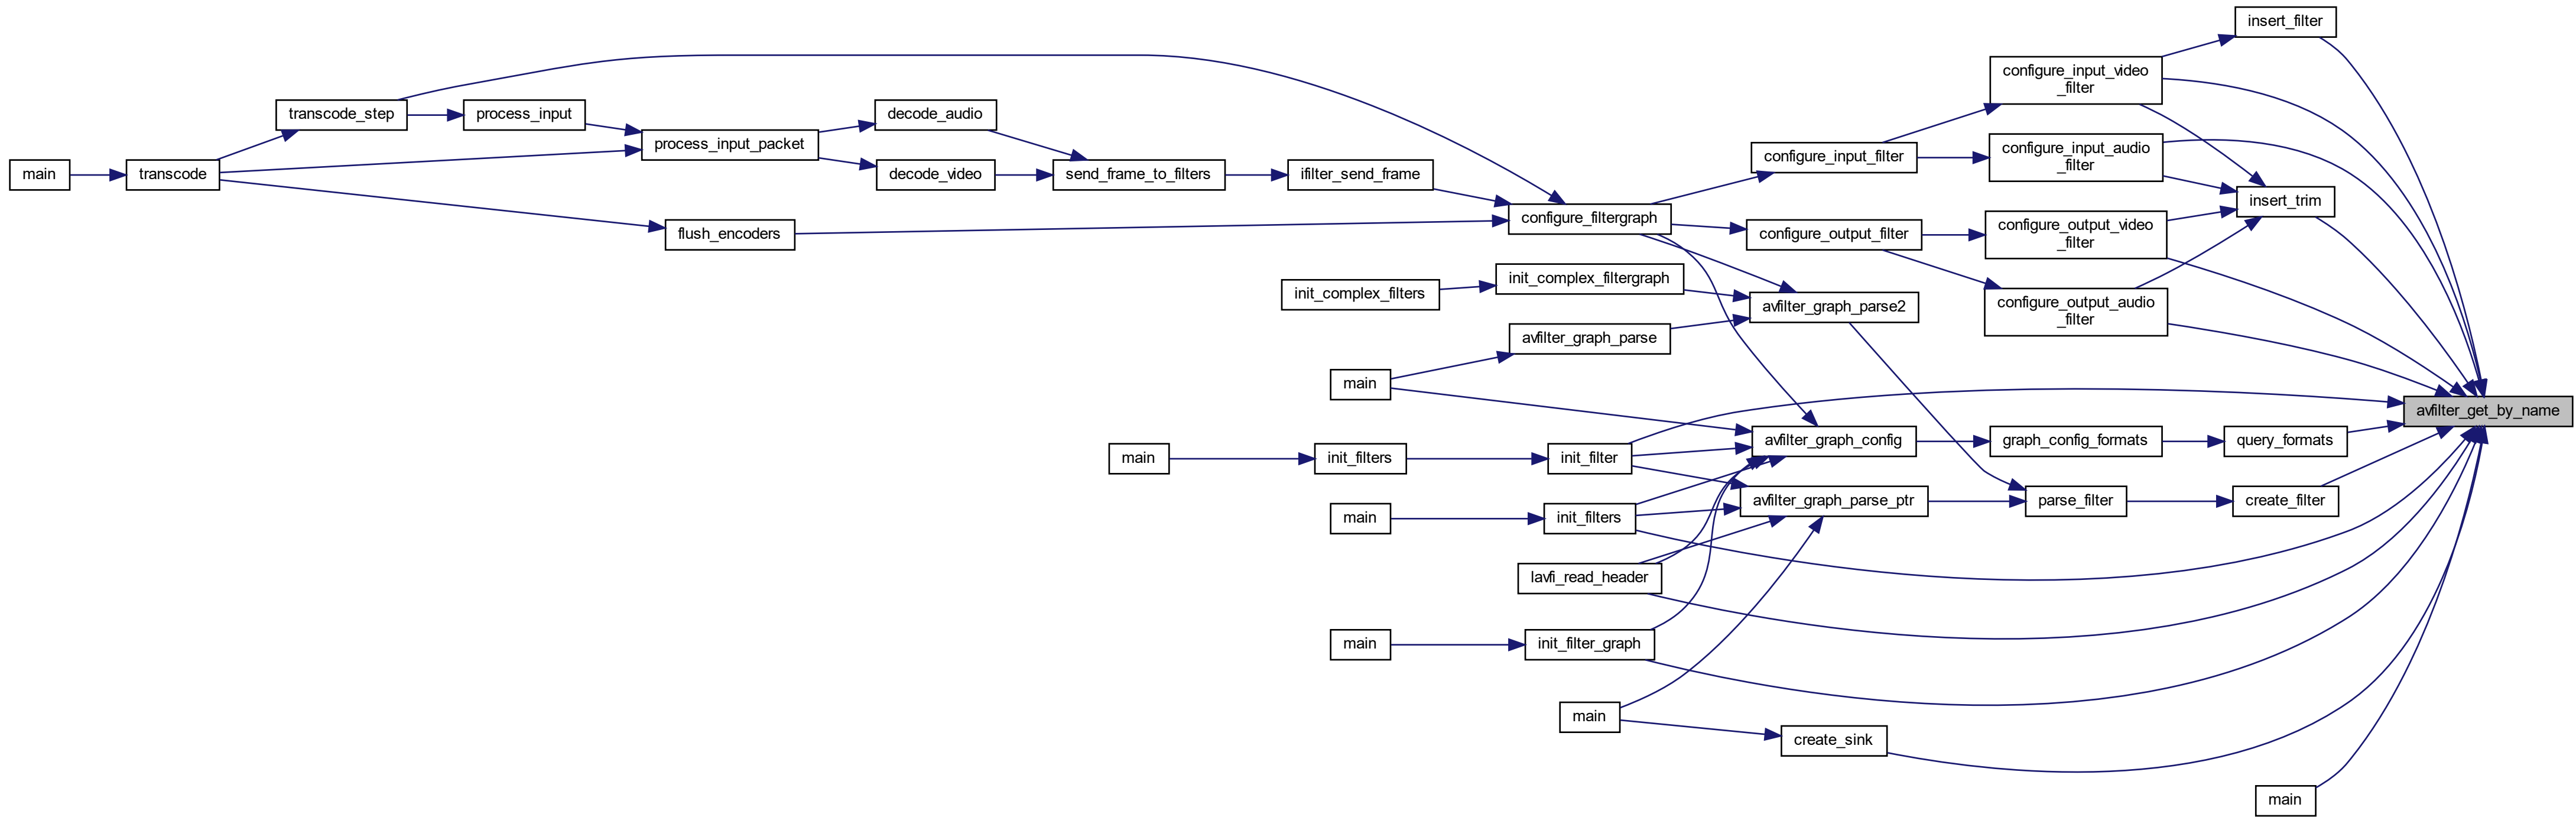 insert_filter
configure_input_video
_filter
transcode_step
process_input
decode_audio
process_input_packet
configure_input_filter
configure_input_audio
_filter
main
transcode
decode_video
send_frame_to_filters
ifilter_send_frame
insert_trim
configure_filtergraph
flush_encoders
configure_output_filter
configure_output_video
_filter
init_complex_filters
init_complex_filtergraph
avfilter_graph_parse2
configure_output_audio
_filter
avfilter_graph_parse
main
avfilter_get_by_name
main
init_filters
init_filter
avfilter_graph_config
graph_config_formats
query_formats
main
init_filters
avfilter_graph_parse_ptr
parse_filter
create_filter
lavfi_read_header
main
init_filter_graph
main
create_sink
main